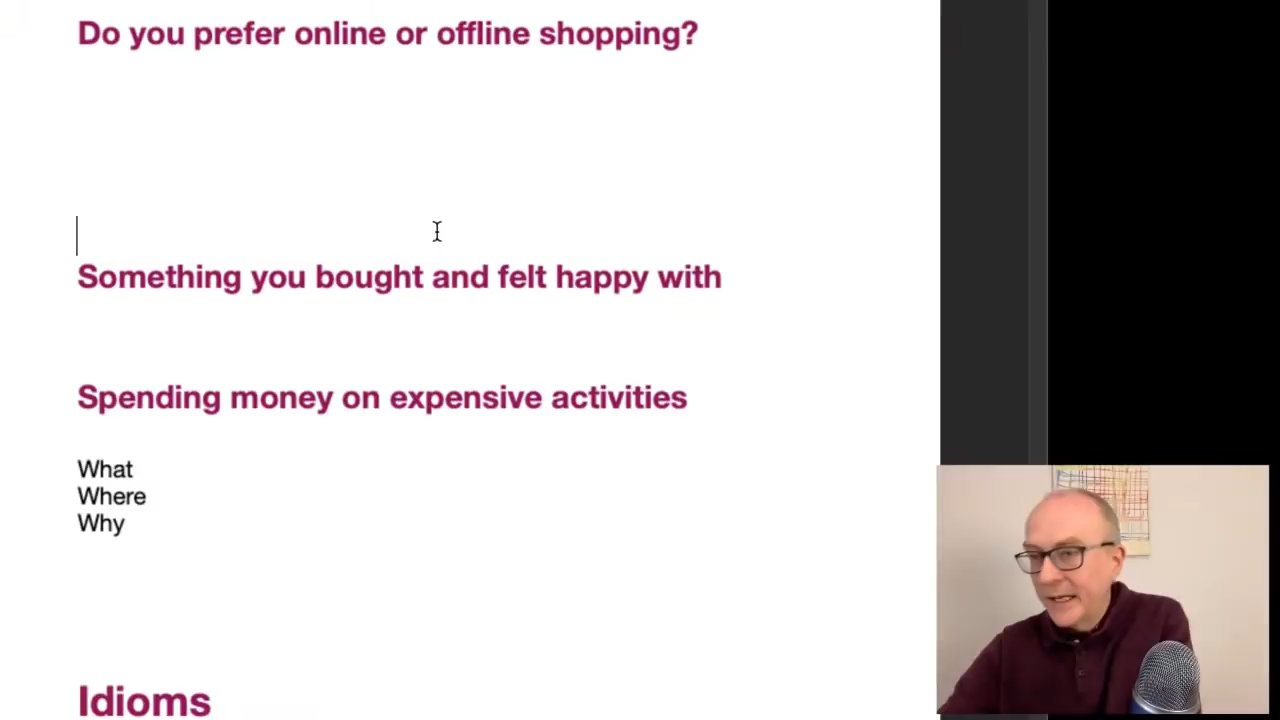 Do you prefer online or offline shopping?
Something you bought and felt happy with
Spending money on expensive activities
What
Where
Why
Idioms